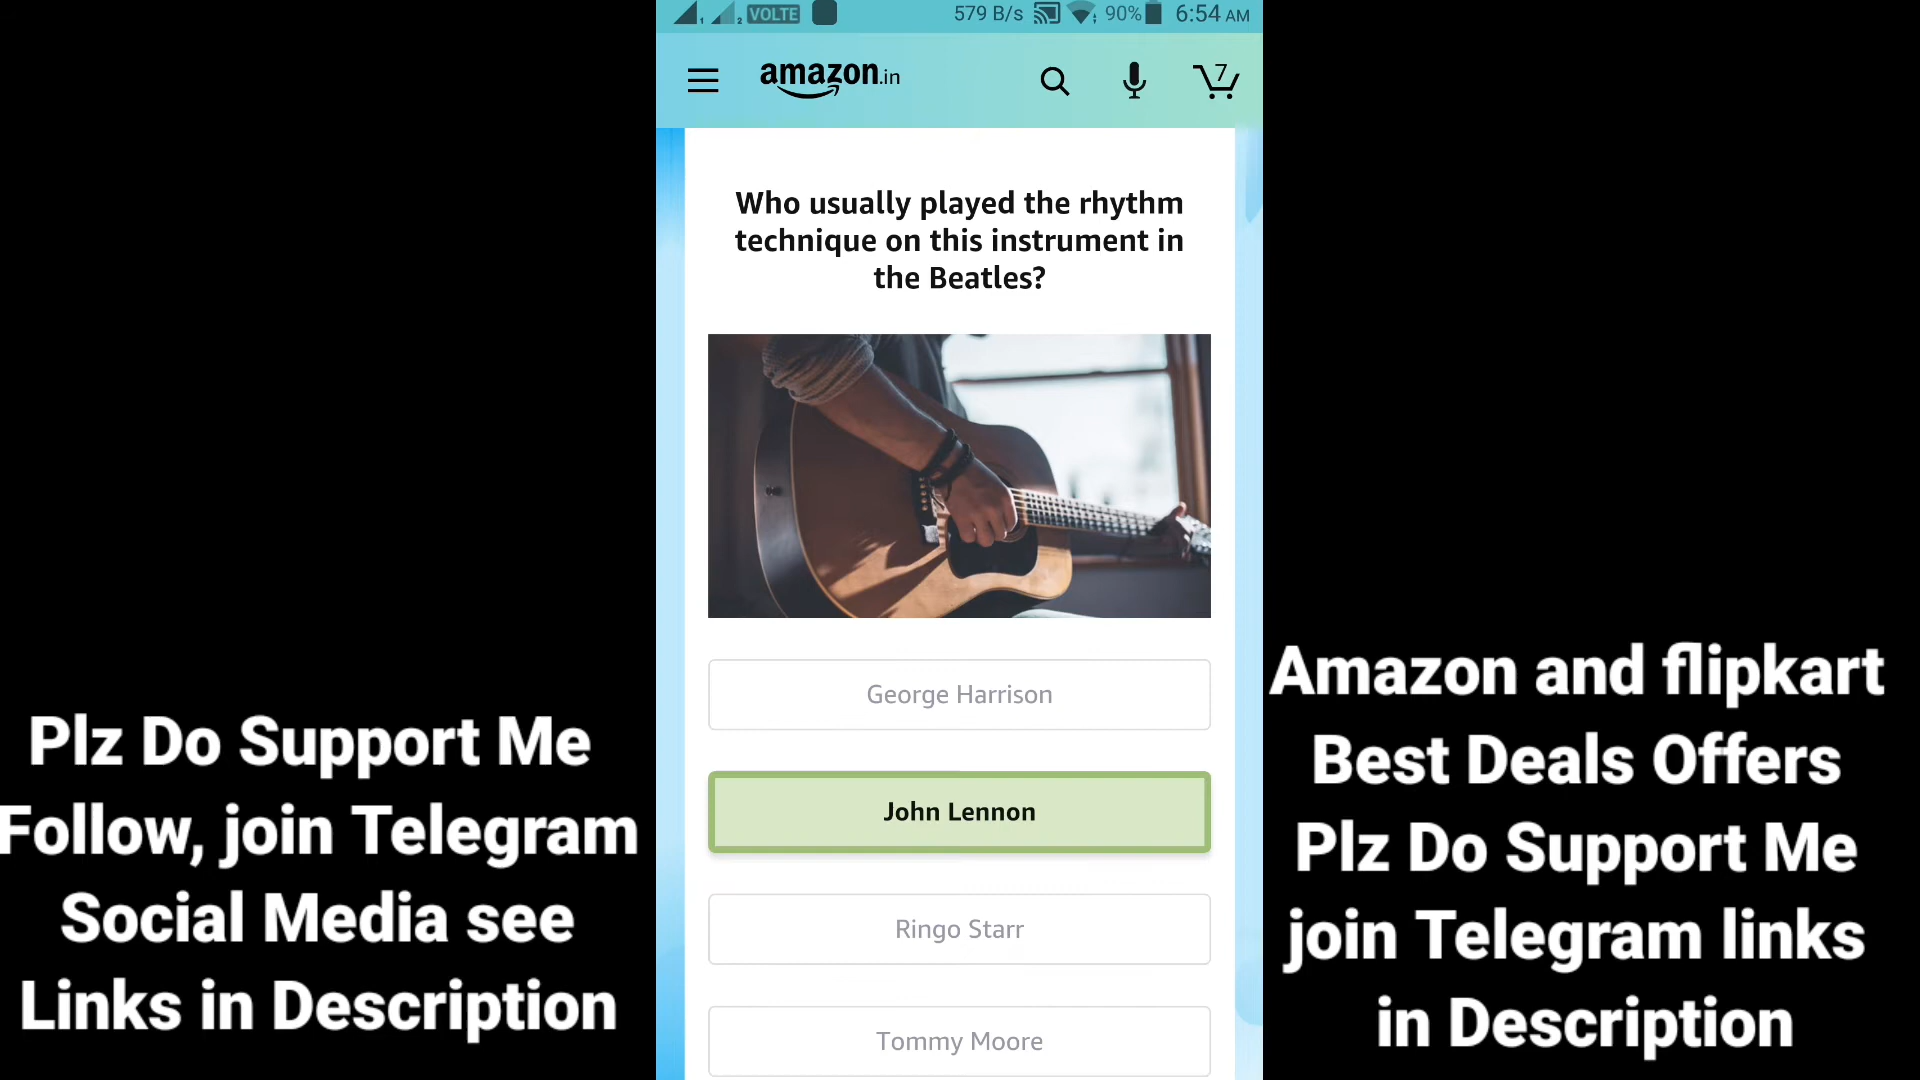 1 2 VOLTE 579 B/s 90% 6:54 AM
amazon.in 7
Who usually played the rhythm
technique on this instrument in
the Beatles?
George Harrison
John Lennon
Ringo Starr
Tommy Moore
Plz Do Support Me
Follow, join Telegram
Social Media see
Links in Description
Amazon and flipkart
Best Deals Offers
Plz Do Support Me
join Telegram links
in Description